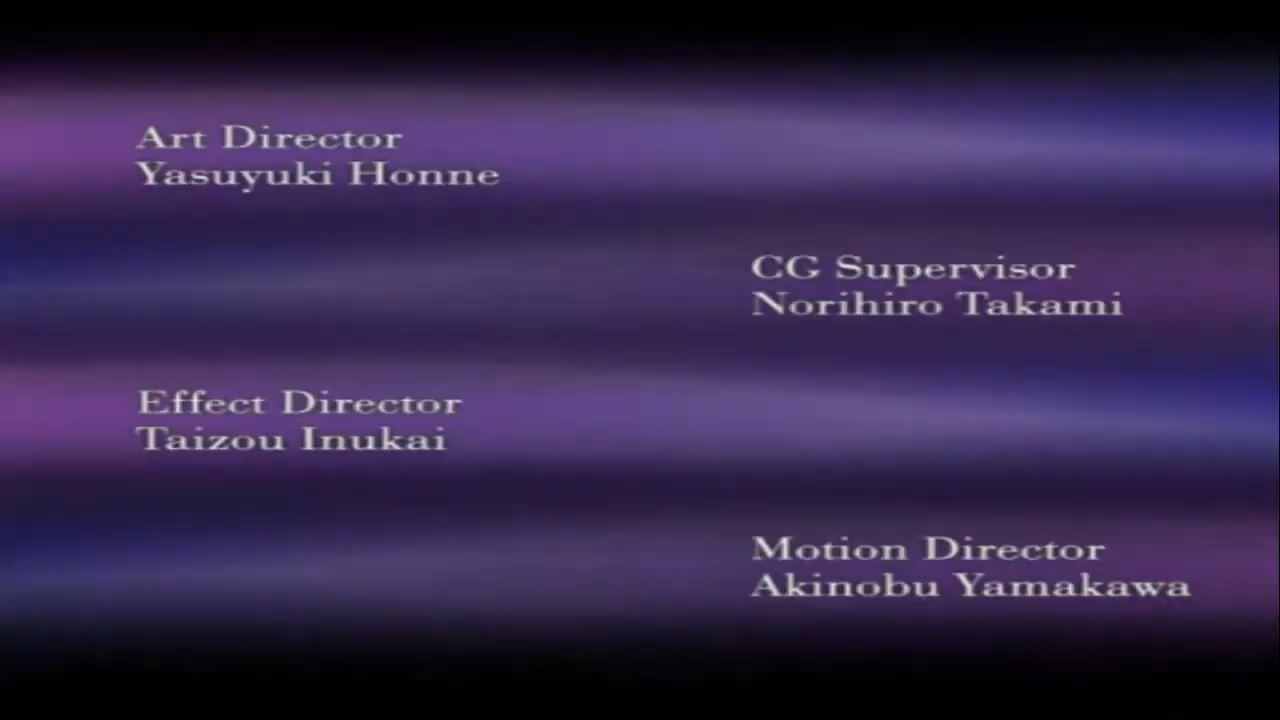 Art Director
Yasuyuki Honne
CG Supervisor
Norihiro Takami
Effect Director
Taizou Inukai
Motion Director
Akinobu Yamakawa